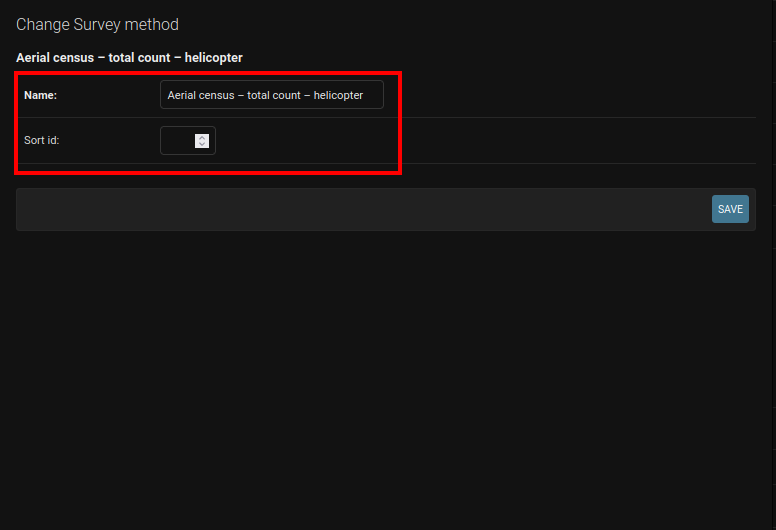 Change Survey method
Aerial census – total count – helicopter
Name: Aerial census – total count – helicopter
Sort id:
SAVE